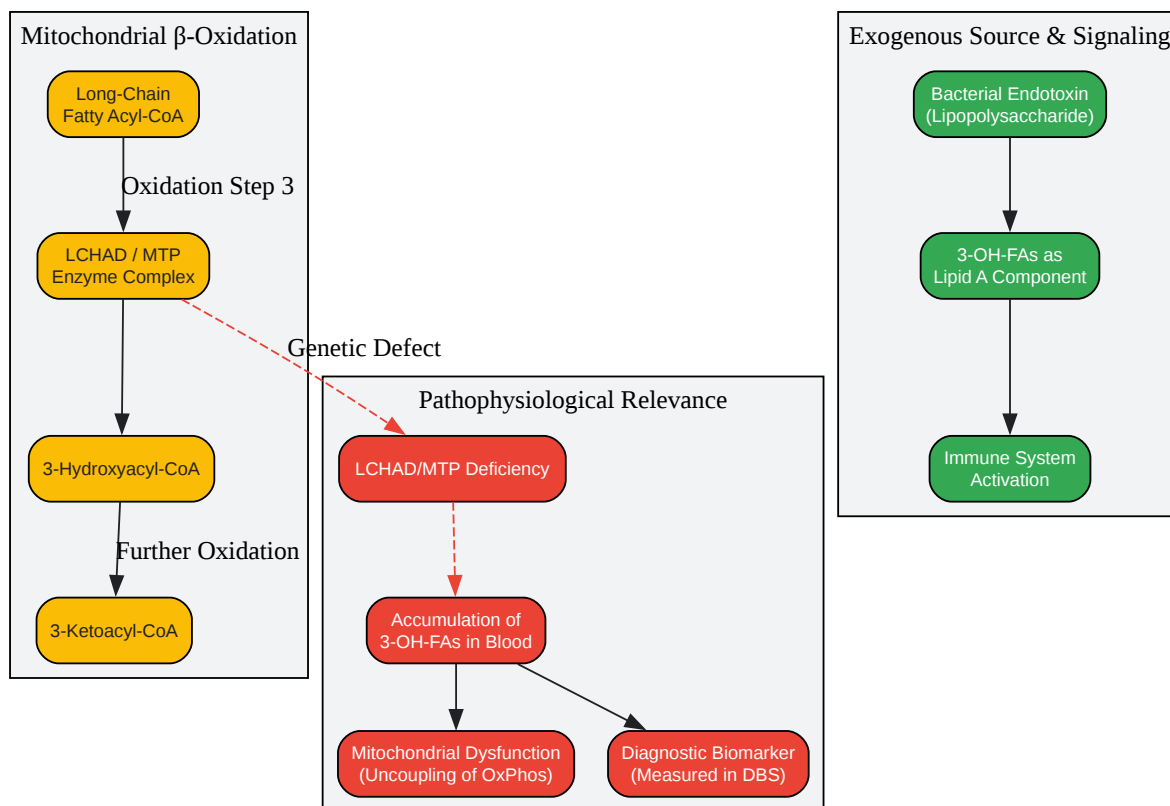 Mitochondrial β-Oxidation
Long-Chain
Fatty Acyl-CoA
Oxidation Step 3
LCHAD / MTP
Enzyme Complex
3-Hydroxyacyl-CoA
Further Oxidation
3-Ketoacyl-CoA
Genetic Defect
Pathophysiological Relevance
LCHAD/MTP Deficiency
Accumulation of
3-OH-FAs in Blood
Mitochondrial Dysfunction
(Uncoupling of OxPhos)
Diagnostic Biomarker
(Measured in DBS)
Exogenous Source & Signaling
Bacterial Endotoxin
(Lipopolysaccharide)
3-OH-FAs as
Lipid A Component
Immune System
Activation